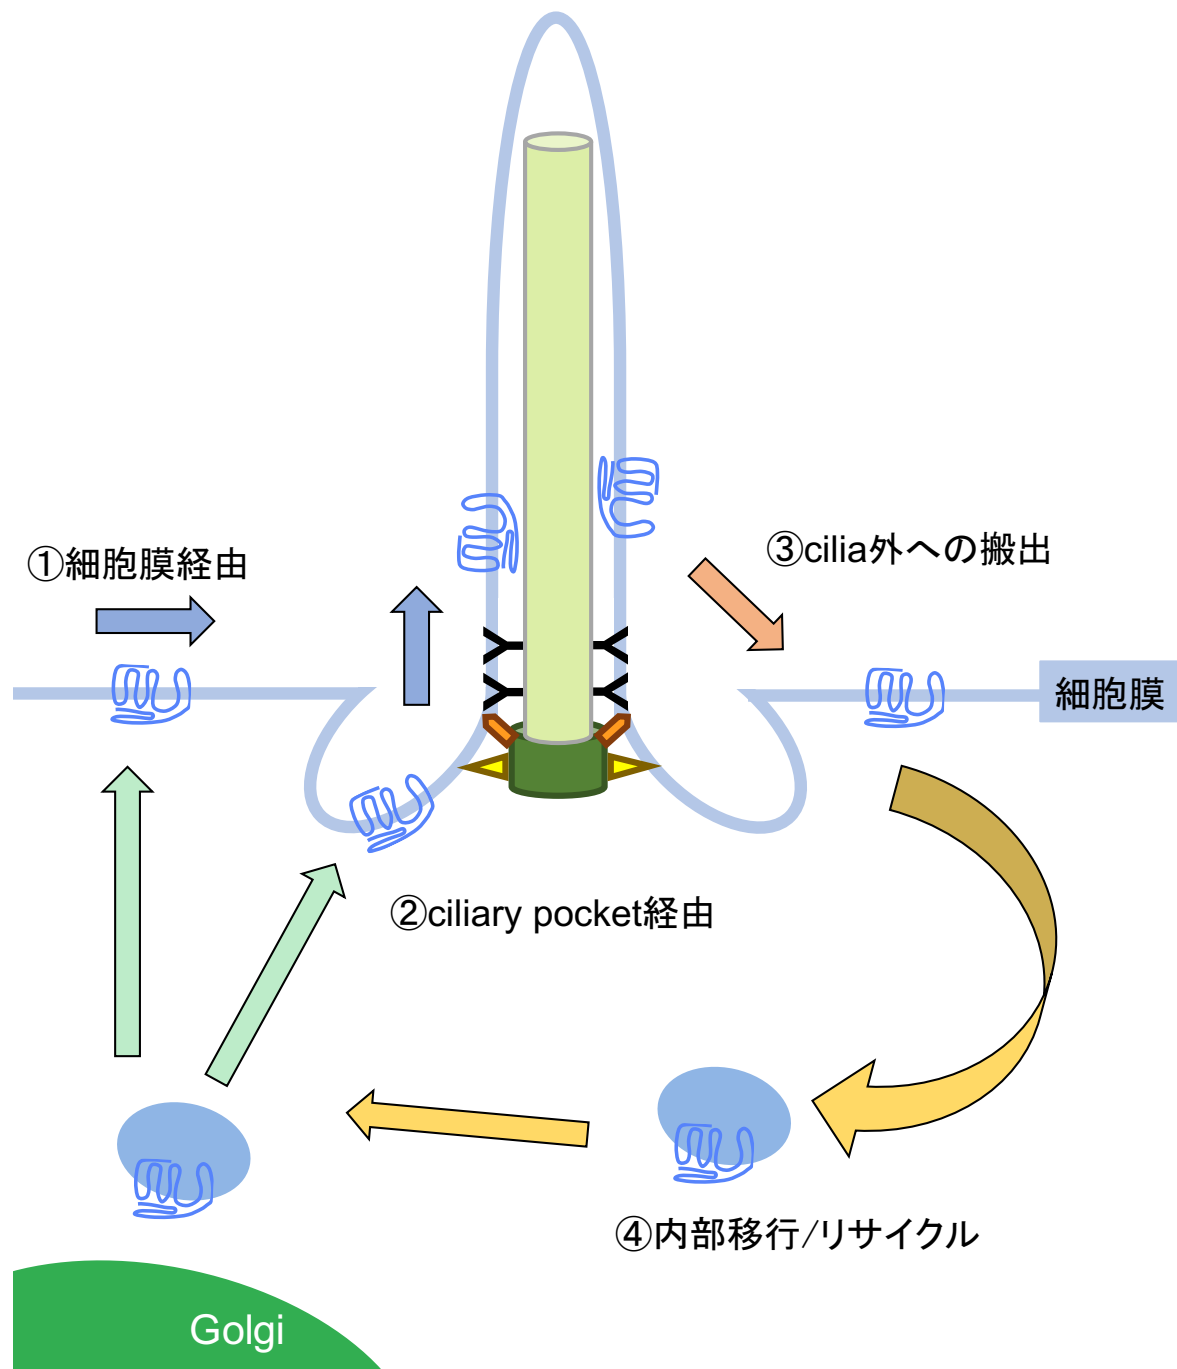 ①細胞膜経由
③cilia外への搬出
細胞膜
②ciliary pocket経由
④内部移行/リサイクル
Golgi